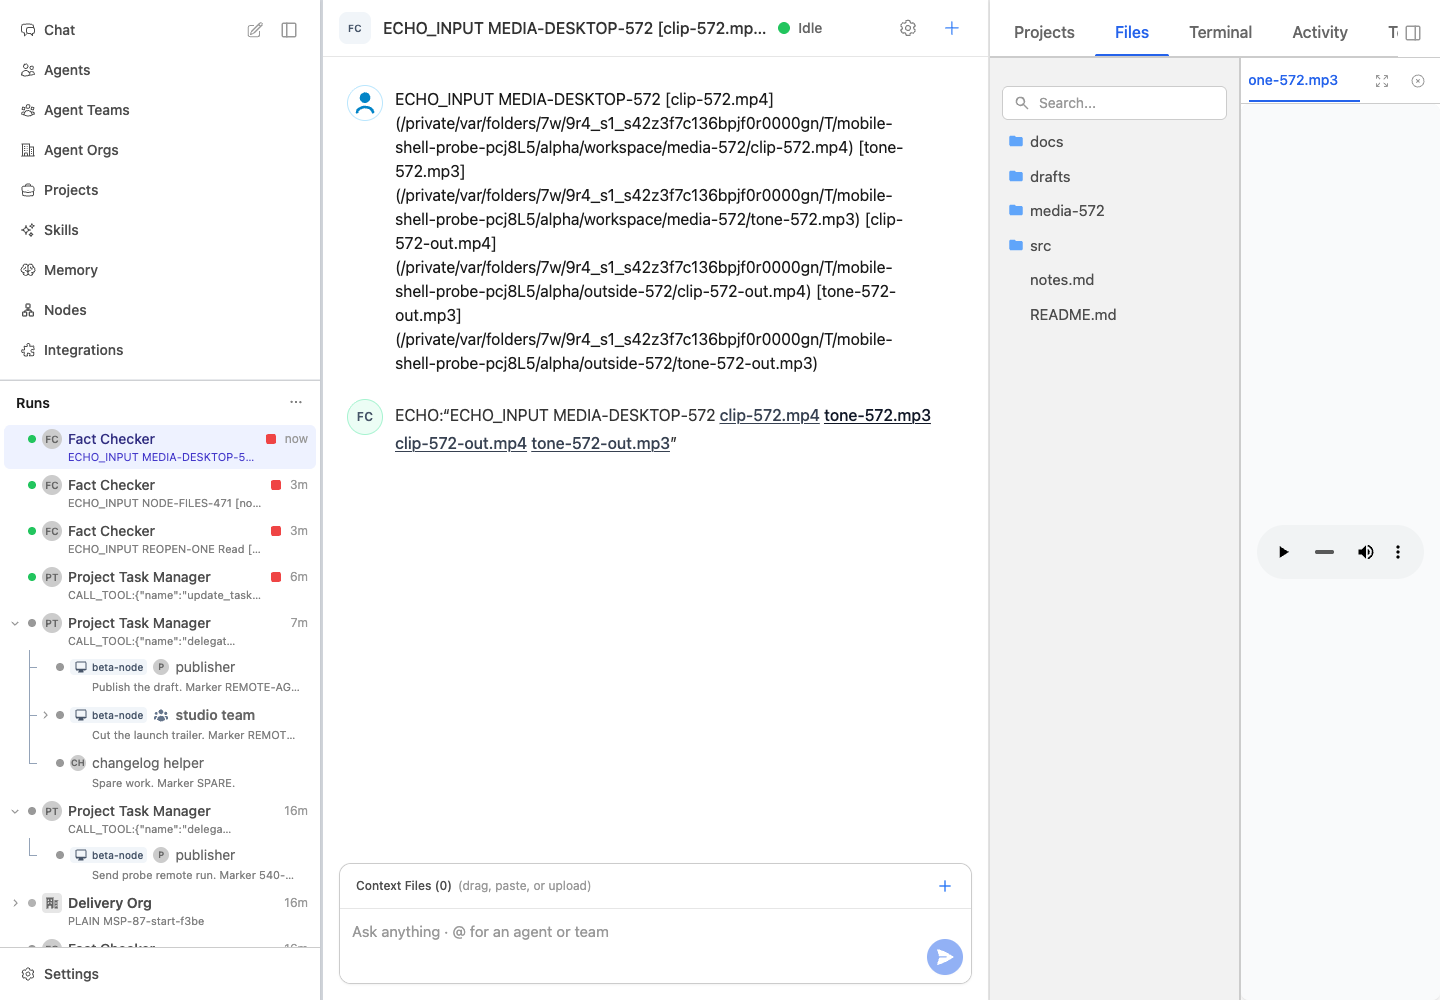 Chat
Agents
Agent Teams
Agent Orgs
Projects
Skills
Memory
Nodes
Integrations
Runs
FC Fact Checker now
ECHO_INPUT MEDIA-DESKTOP-5...
FC Fact Checker 3m
ECHO_INPUT NODE-FILES-471 [no...
FC Fact Checker 3m
ECHO_INPUT REOPEN-ONE Read [...
PT Project Task Manager 6m
CALL_TOOL:{"name":"update_task...
PT Project Task Manager 7m
CALL_TOOL:{"name":"delegat...
beta-node P publisher
Publish the draft. Marker REMOTE-AG...
beta-node studio team
Cut the launch trailer. Marker REMOT...
CH changelog helper
Spare work. Marker SPARE.
PT Project Task Manager 16m
CALL_TOOL:{"name":"delega...
beta-node P publisher
Send probe remote run. Marker 540-...
Delivery Org 16m
PLAIN MSP-87-start-f3be
FC Fact Checker 16m
Settings
FC ECHO_INPUT MEDIA-DESKTOP-572 [clip-572.mp... Idle
ECHO_INPUT MEDIA-DESKTOP-572 [clip-572.mp4]
(/private/var/folders/7w/9r4_s1_s42z3f7c136bpjf0r0000gn/T/mobile-
shell-probe-pcj8L5/alpha/workspace/media-572/clip-572.mp4) [tone-
572.mp3]
(/private/var/folders/7w/9r4_s1_s42z3f7c136bpjf0r0000gn/T/mobile-
shell-probe-pcj8L5/alpha/workspace/media-572/tone-572.mp3) [clip-
572-out.mp4]
(/private/var/folders/7w/9r4_s1_s42z3f7c136bpjf0r0000gn/T/mobile-
shell-probe-pcj8L5/alpha/outside-572/clip-572-out.mp4) [tone-572-
out.mp3]
(/private/var/folders/7w/9r4_s1_s42z3f7c136bpjf0r0000gn/T/mobile-
shell-probe-pcj8L5/alpha/outside-572/tone-572-out.mp3)
FC ECHO:“ECHO_INPUT MEDIA-DESKTOP-572 clip-572.mp4 tone-572.mp3
clip-572-out.mp4 tone-572-out.mp3”
Context Files (0) (drag, paste, or upload)
Ask anything · @ for an agent or team
Projects Files Terminal Activity
Search...
docs
drafts
media-572
src
notes.md
README.md
one-572.mp3